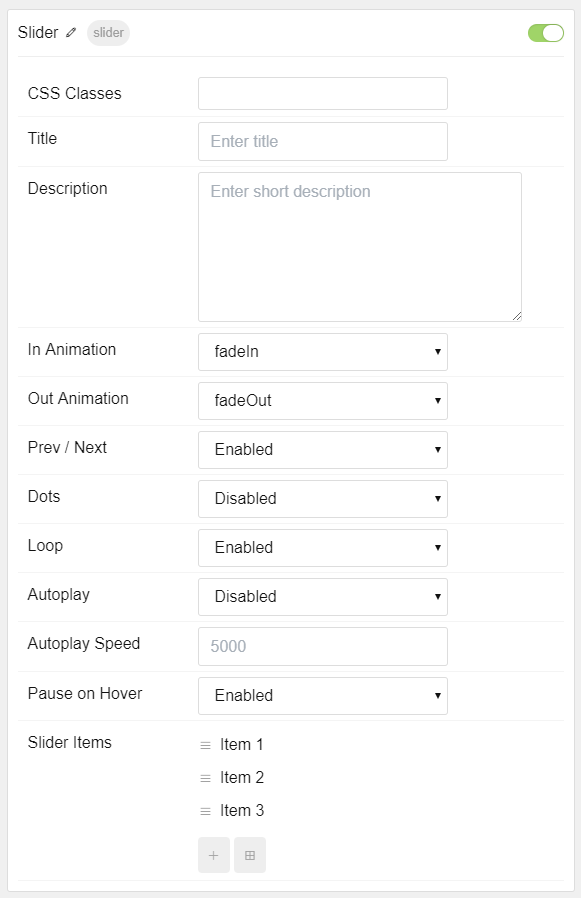 Slider slider
CSS Classes
Title Enter title
Description Enter short description
In Animation fadeIn
Out Animation fadeOut
Prev / Next Enabled
Dots Disabled
Loop Enabled
Autoplay Disabled
Autoplay Speed 5000
Pause on Hover Enabled
Slider Items Item 1
Item 2
Item 3